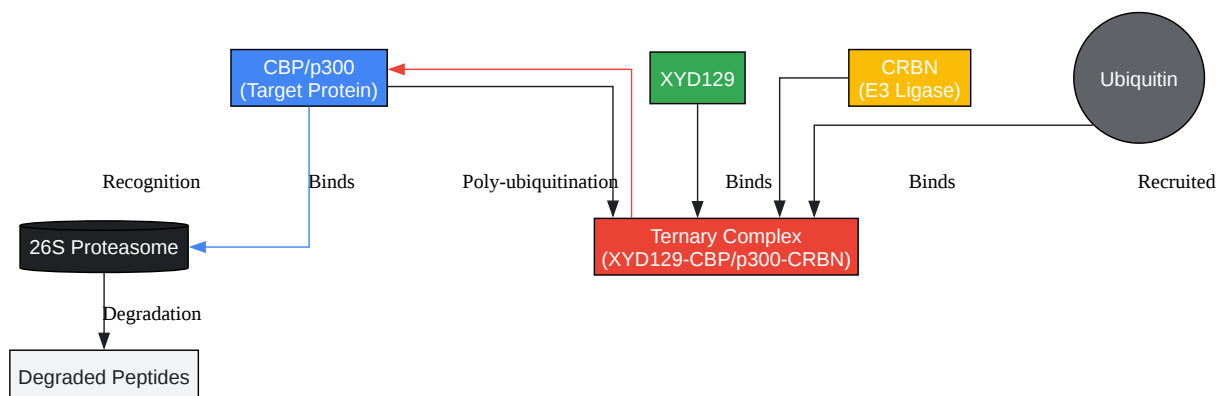 CBP/p300
(Target Protein)
XYD129
CRBN
(E3 Ligase)
Ubiquitin
Recognition
Binds
Poly-ubiquitination
Binds
Binds
Recruited
26S Proteasome
Ternary Complex
(XYD129-CBP/p300-CRBN)
Degradation
Degraded Peptides